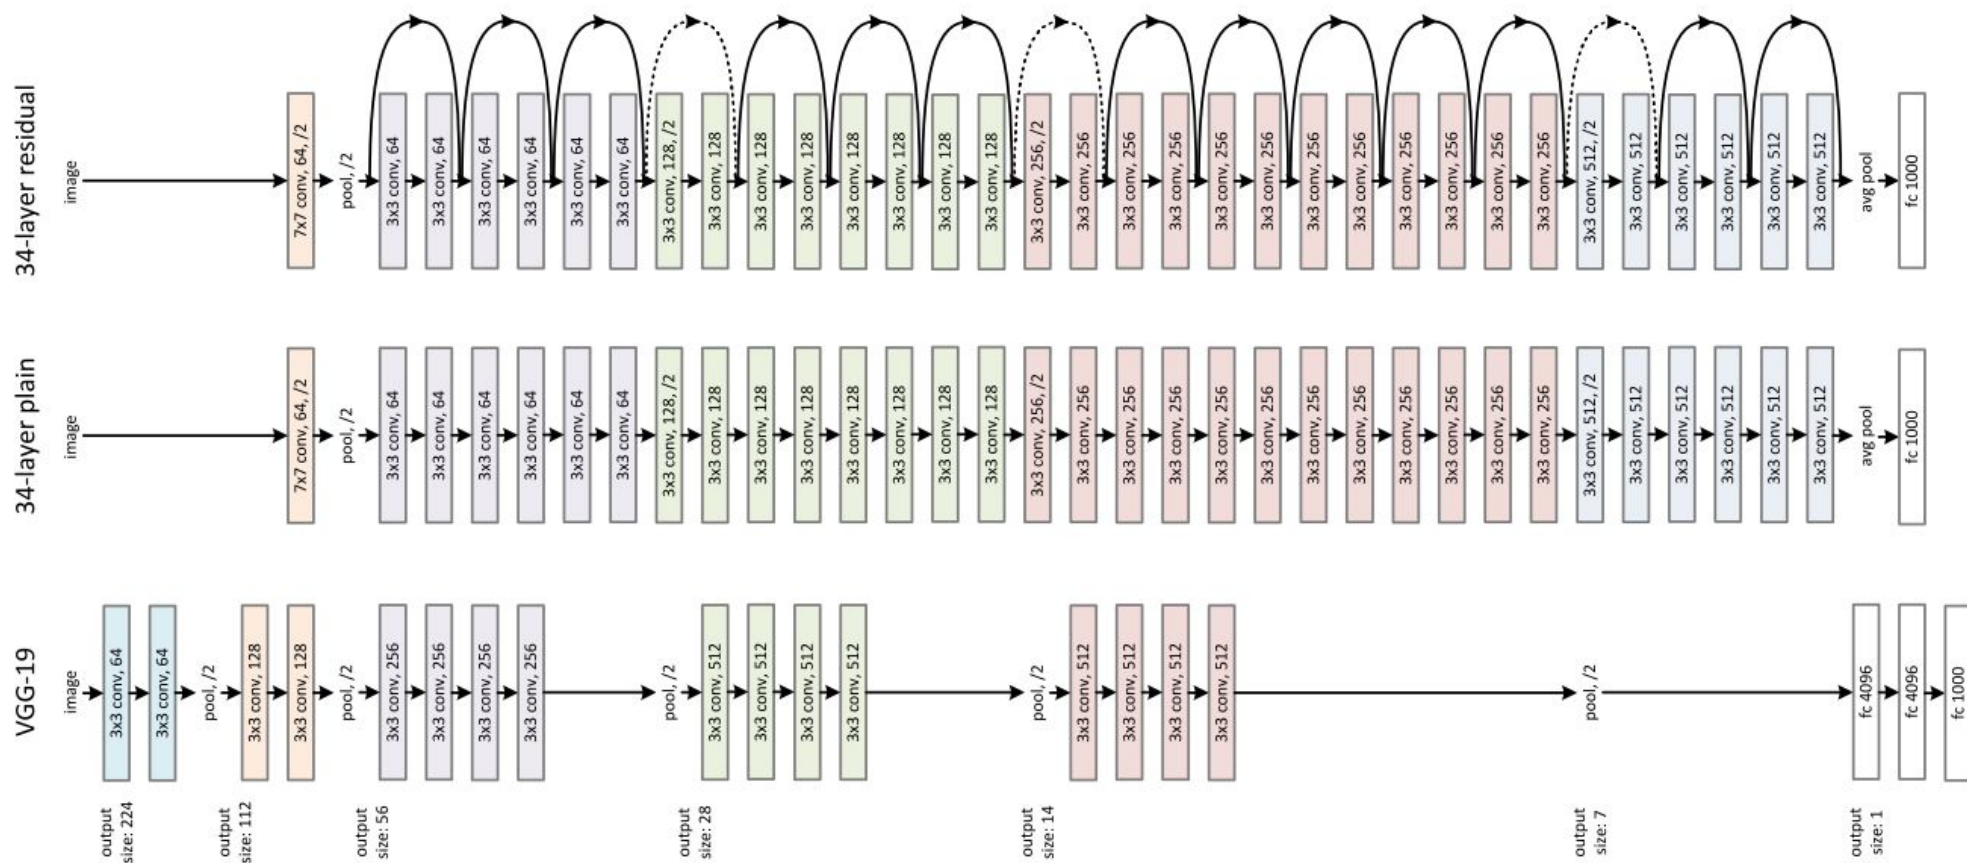 34-layer residual
image
7x7 conv, 64, /2
pool, /2
3x3 conv, 64
3x3 conv, 64
3x3 conv, 64
3x3 conv, 64
3x3 conv, 64
3x3 conv, 64
3x3 conv, 128, /2
3x3 conv, 128
3x3 conv, 128
3x3 conv, 128
3x3 conv, 128
3x3 conv, 128
3x3 conv, 128
3x3 conv, 128
3x3 conv, 256, /2
3x3 conv, 256
3x3 conv, 256
3x3 conv, 256
3x3 conv, 256
3x3 conv, 256
3x3 conv, 256
3x3 conv, 256
3x3 conv, 256
3x3 conv, 256
3x3 conv, 256
3x3 conv, 256
3x3 conv, 512, /2
3x3 conv, 512
3x3 conv, 512
3x3 conv, 512
3x3 conv, 512
3x3 conv, 512
avg pool
fc 1000
34-layer plain
image
7x7 conv, 64, /2
pool, /2
3x3 conv, 64
3x3 conv, 64
3x3 conv, 64
3x3 conv, 64
3x3 conv, 64
3x3 conv, 64
3x3 conv, 128, /2
3x3 conv, 128
3x3 conv, 128
3x3 conv, 128
3x3 conv, 128
3x3 conv, 128
3x3 conv, 128
3x3 conv, 128
3x3 conv, 256, /2
3x3 conv, 256
3x3 conv, 256
3x3 conv, 256
3x3 conv, 256
3x3 conv, 256
3x3 conv, 256
3x3 conv, 256
3x3 conv, 256
3x3 conv, 256
3x3 conv, 256
3x3 conv, 256
3x3 conv, 512, /2
3x3 conv, 512
3x3 conv, 512
3x3 conv, 512
3x3 conv, 512
3x3 conv, 512
avg pool
fc 1000
VGG-19
image
3x3 conv, 64
3x3 conv, 64
pool, /2
3x3 conv, 128
3x3 conv, 128
pool, /2
3x3 conv, 256
3x3 conv, 256
3x3 conv, 256
3x3 conv, 256
pool, /2
3x3 conv, 512
3x3 conv, 512
3x3 conv, 512
3x3 conv, 512
pool, /2
3x3 conv, 512
3x3 conv, 512
3x3 conv, 512
3x3 conv, 512
pool, /2
fc 4096
fc 4096
fc 1000
output
size: 224
output
size: 112
output
size: 56
output
size: 28
output
size: 14
output
size: 7
output
size: 1